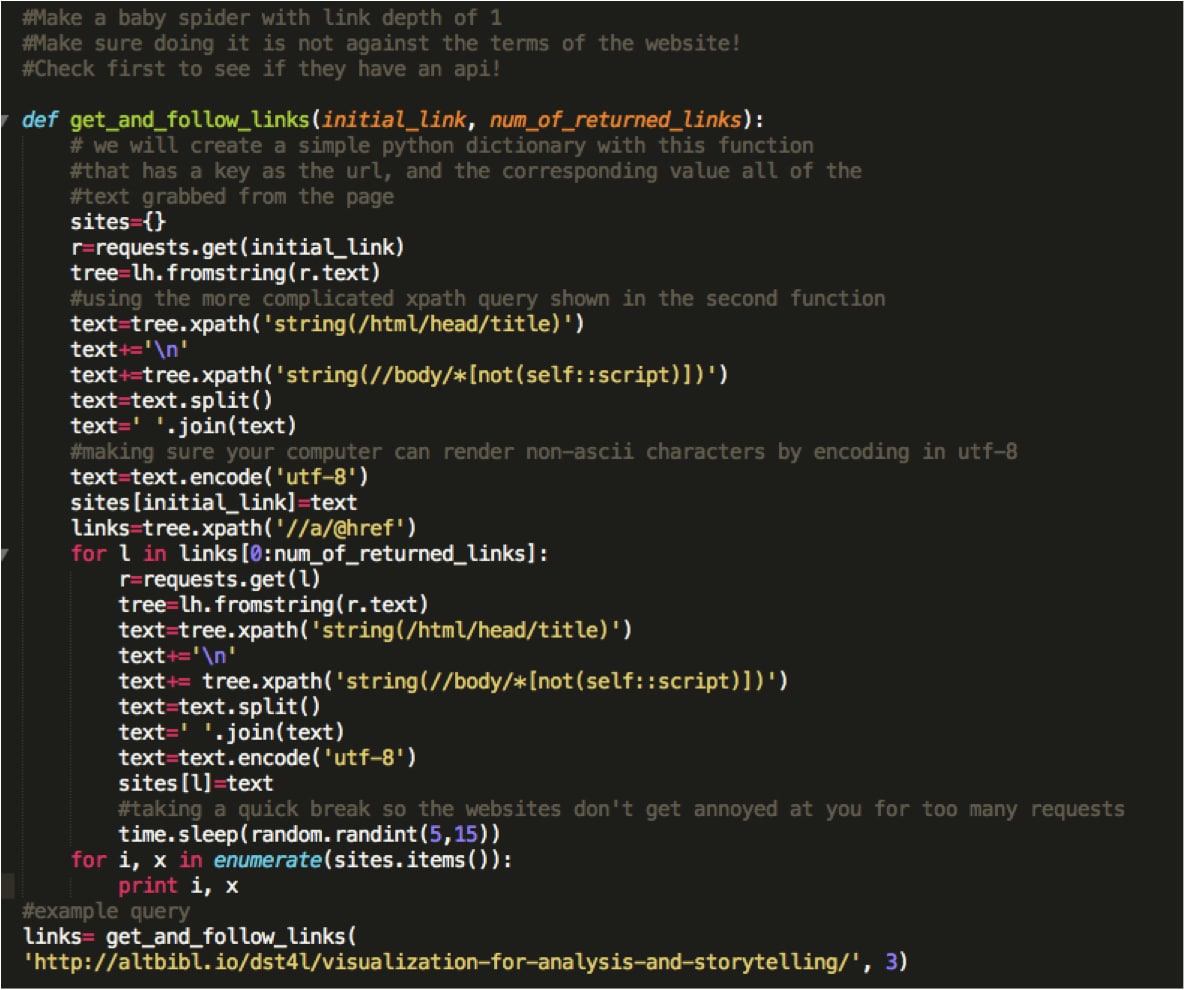 #Make a baby spider with link depth of 1
#Make sure doing it is not against the terms of the website!
#Check first to see if they have an api!

def get_and_follow_links(initial_link, num_of_returned_links):
    # we will create a simple python dictionary with this function
    #that has a key as the url, and the corresponding value all of the
    #text grabbed from the page
    sites={}
    r=requests.get(initial_link)
    tree=lh.fromstring(r.text)
    #using the more complicated xpath query shown in the second function
    text=tree.xpath('string(/html/head/title)')
    text+='\n'
    text+=tree.xpath('string(//body/*[not(self::script)])')
    text=text.split()
    text=' '.join(text)
    #making sure your computer can render non-ascii characters by encoding in utf-8
    text=text.encode('utf-8')
    sites[initial_link]=text
    links=tree.xpath('//a/@href')
    for l in links[0:num_of_returned_links]:
        r=requests.get(l)
        tree=lh.fromstring(r.text)
        text=tree.xpath('string(/html/head/title)')
        text+='\n'
        text+= tree.xpath('string(//body/*[not(self::script)])')
        text=text.split()
        text=' '.join(text)
        text=text.encode('utf-8')
        sites[l]=text
        #taking a quick break so the websites don't get annoyed at you for too many requests
        time.sleep(random.randint(5,15))
    for i, x in enumerate(sites.items()):
        print i, x
#example query
links= get_and_follow_links(
'http://altbibl.io/dst4l/visualization-for-analysis-and-storytelling/', 3)